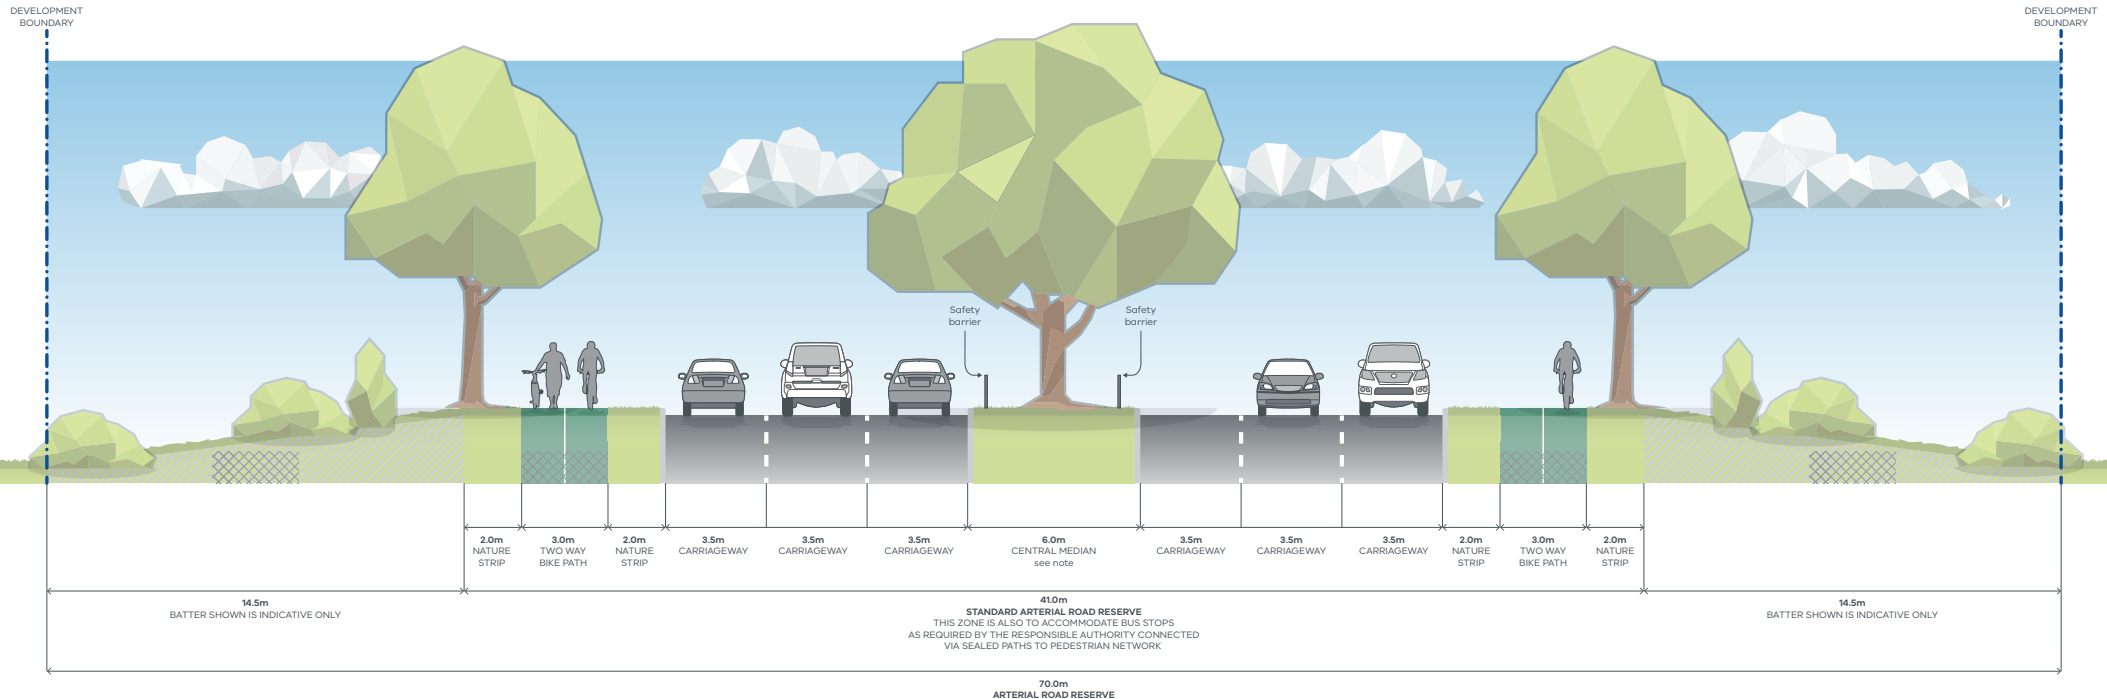 DEVELOPMENT
BOUNDARY
DEVELOPMENT
BOUNDARY
Safety
barrier
Safety
barrier
2.0m
NATURE
STRIP
3.0m
TWO WAY
BIKE PATH
2.0m
NATURE
STRIP
3.5m
CARRIAGEWAY
3.5m
CARRIAGEWAY
3.5m
CARRIAGEWAY
6.0m
CENTRAL MEDIAN
see note
3.5m
CARRIAGEWAY
3.5m
CARRIAGEWAY
3.5m
CARRIAGEWAY
2.0m
NATURE
STRIP
3.0m
TWO WAY
BIKE PATH
2.0m
NATURE
STRIP
14.5m
BATTER SHOWN IS INDICATIVE ONLY
41.0m
STANDARD ARTERIAL ROAD RESERVE
THIS ZONE IS ALSO TO ACCOMMODATE BUS STOPS
AS REQUIRED BY THE RESPONSIBLE AUTHORITY CONNECTED
VIA SEALED PATHS TO PEDESTRIAN NETWORK
14.5m
BATTER SHOWN IS INDICATIVE ONLY
70.0m
ARTERIAL ROAD RESERVE